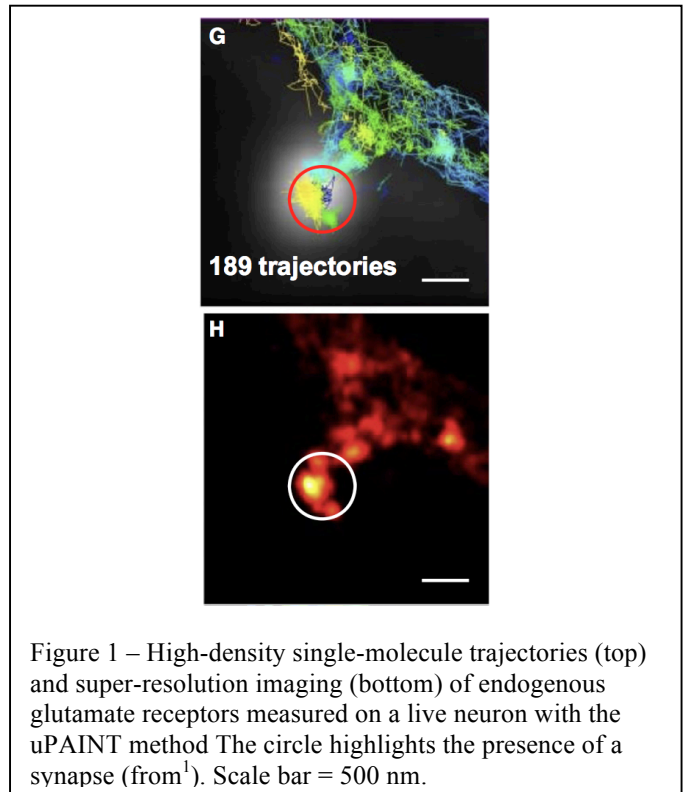 G
189 trajectories
H
Figure 1 – High-density single-molecule trajectories (top)
and super-resolution imaging (bottom) of endogenous
glutamate receptors measured on a live neuron with the
uPAINT method The circle highlights the presence of a
synapse (from1). Scale bar = 500 nm.